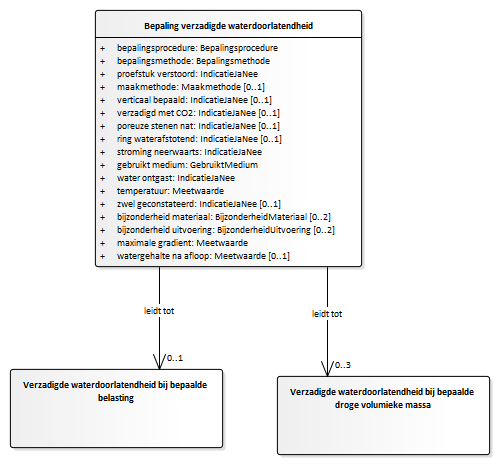 Bepaling verzadigde waterdoorlatendheid
+ bepalingsprocedure: Bepalingsprocedure
+ bepalingsmethode: Bepalingsmethode
+ proefstuk verstoord: IndicatieJaNee
+ maakmethode: Maakmethode [0..1]
+ verticaal bepaald: IndicatieJaNee [0..1]
+ verzadigd met CO2: IndicatieJaNee [0..1]
+ poreuze stenen nat: IndicatieJaNee [0..1]
+ ring waterafstotend: IndicatieJaNee [0..1]
+ stroming neerwaarts: IndicatieJaNee
+ gebruikt medium: GebruiktMedium
+ water ontgast: IndicatieJaNee
+ temperatuur: Meetwaarde
+ zwel geconstateerd: IndicatieJaNee [0..1]
+ bijzonderheid materiaal: BijzonderheidMateriaal [0..2]
+ bijzonderheid uitvoering: BijzonderheidUitvoering [0..2]
+ maximale gradient: Meetwaarde
+ watergehalte na afloop: Meetwaarde [0..1]
leidt tot
leidt tot
0..1
0..3
Verzadigde waterdoorlatendheid bij bepaalde
belasting
Verzadigde waterdoorlatendheid bij bepaalde
droge volumieke massa